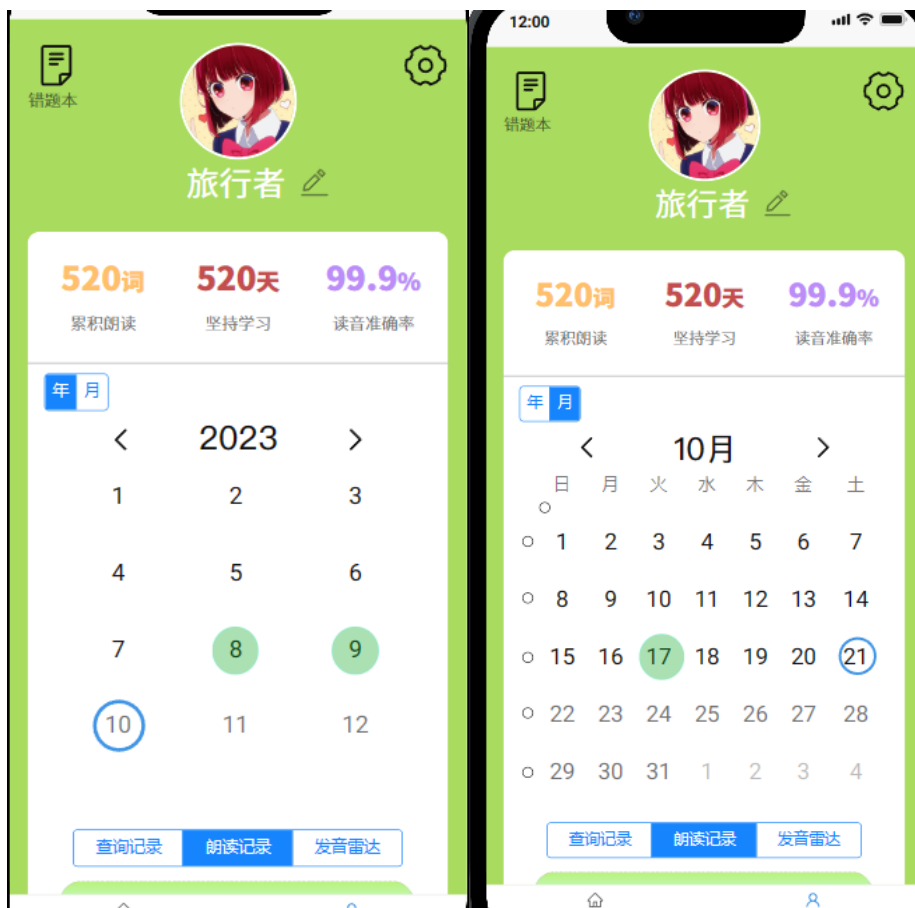 错题本
旅行者
520词 520天 99.9%
累积朗读 坚持学习 读音准确率
年 月
< 2023 >
1 2 3
4 5 6
7 8 9
10 11 12
查询记录 朗读记录 发音雷达
12:00
错题本
旅行者
520词 520天 99.9%
累积朗读 坚持学习 读音准确率
年 月
< 10月 >
日 月 火 水 木 金 土
1 2 3 4 5 6 7
8 9 10 11 12 13 14
15 16 17 18 19 20 21
22 23 24 25 26 27 28
29 30 31 1 2 3 4
查询记录 朗读记录 发音雷达